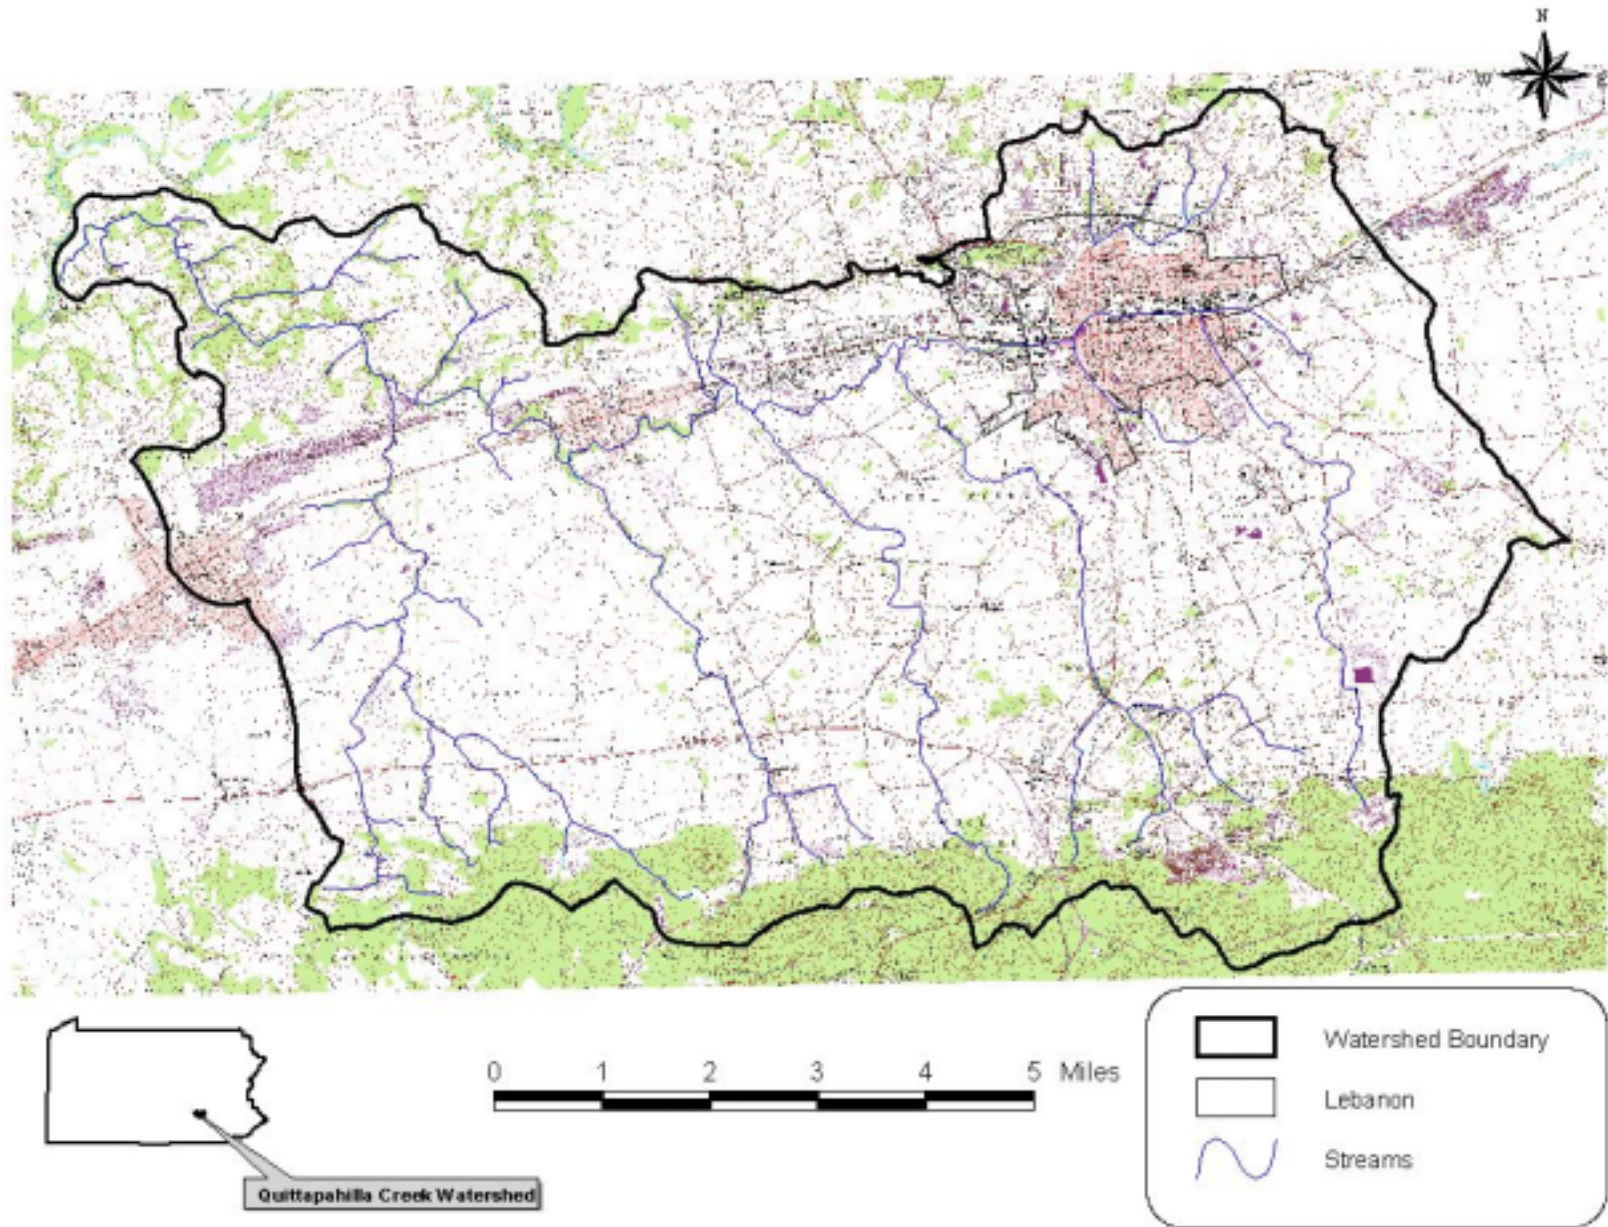 N
W
E
S
0 1 2 3 4 5 Miles
Watershed Boundary
Lebanon
Streams
Quittapahilla Creek Watershed